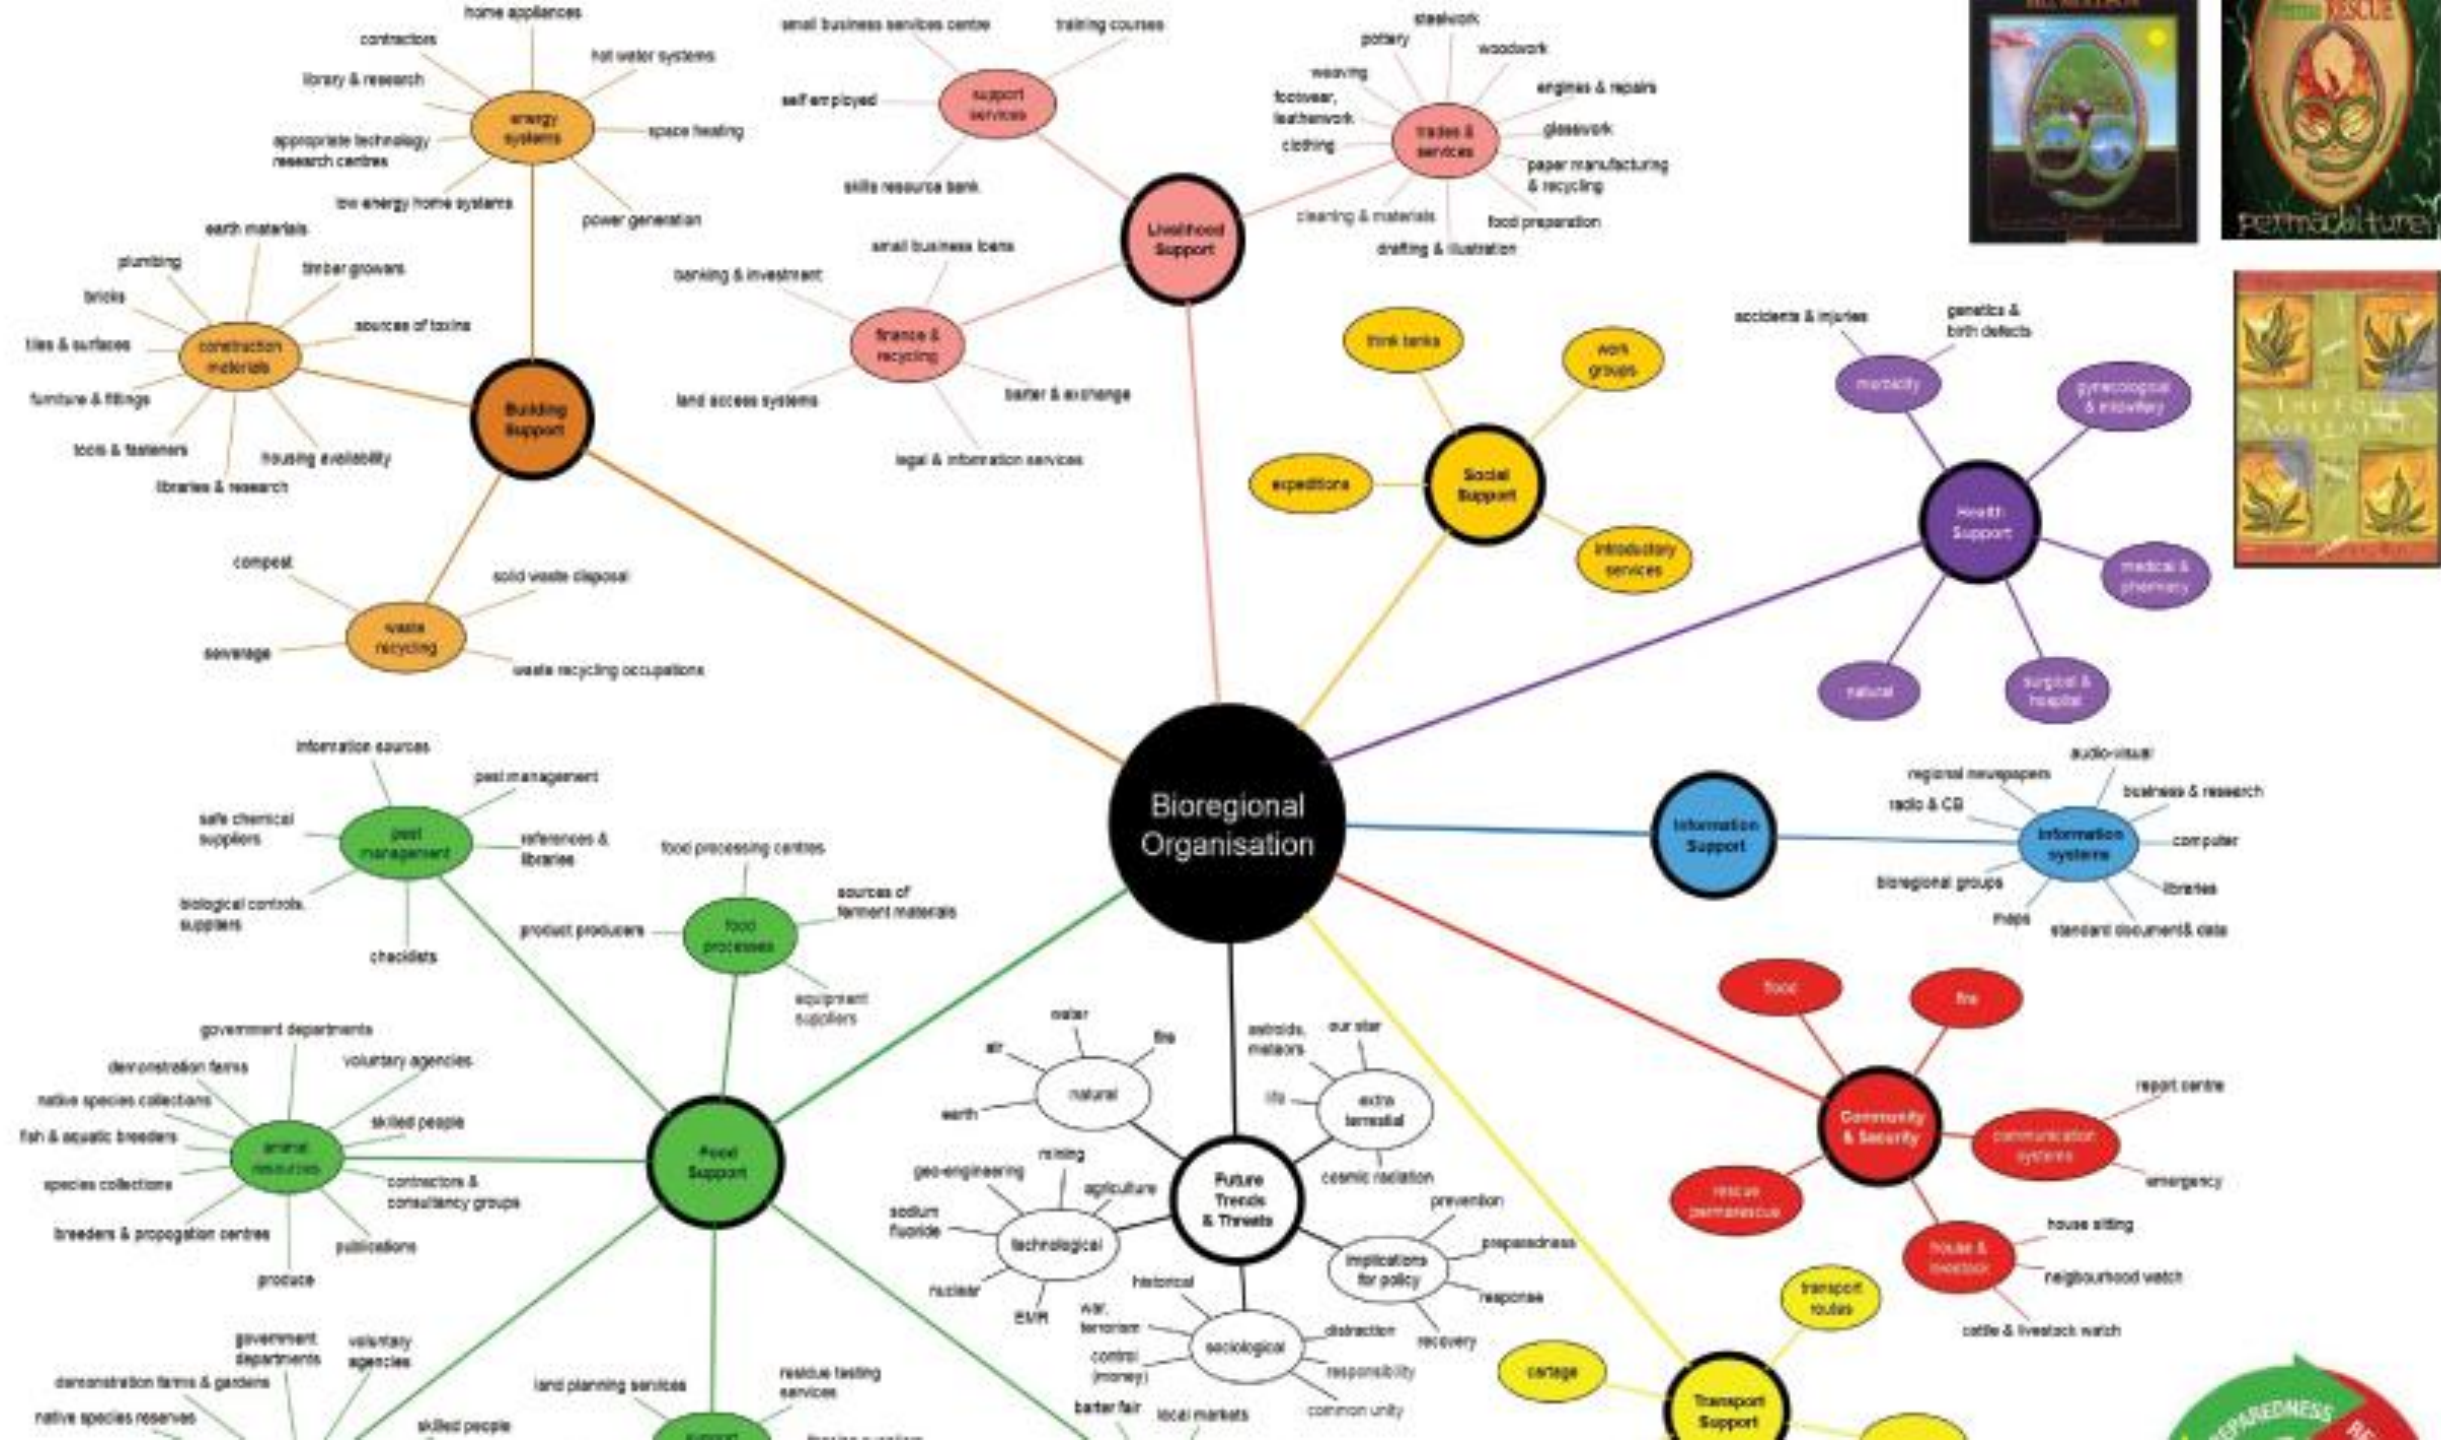 home appliances
contractors
hot water systems
library & research
energy
systems
space heating
appropriate technology
research centres
low energy home systems
power generation
small business services centre
training courses
support
services
self employed
skills resource bank
steelwork
pottery
woodwork
weaving
engines & repairs
footwear,
leatherwork
trades &
services
glasswork
clothing
paper manufacturing
& recycling
cleaning & materials
food preparation
drafting & illustration
RESCUE
permaculture
earth materials
plumbing
timber growers
bricks
sources of toxins
tiles & surfaces
construction
materials
furniture & fittings
tools & fasteners
housing availability
libraries & research
Building
Support
small business loans
banking & investment
finance &
recycling
land access systems
barter & exchange
legal & information services
Livelihood
Support
think tanks
work
groups
expeditions
Social
Support
introductory
services
accidents & injuries
genetics &
birth defects
morbidity
gynecological
& midwifery
Health
Support
medical &
pharmacy
natural
surgical &
hospital
compost
solid waste disposal
waste
recycling
sewerage
waste recycling occupations
Bioregional
Organisation
information sources
pest management
safe chemical
suppliers
pest
management
references &
libraries
biological controls,
suppliers
checklists
food processing centres
sources of
ferment materials
product producers
food
processes
equipment
suppliers
Information
Support
audio-visual
regional newspapers
business & research
radio & CB
Information
systems
computer
bioregional groups
libraries
maps
standard document& data
government departments
demonstration farms
voluntary agencies
native species collections
skilled people
fish & aquatic breeders
animal
resources
species collections
contractors &
consultancy groups
breeders & propogation centres
publications
produce
Food
Support
water
air
fire
natural
earth
astroids,
meteors
our star
life
extra
terrestial
cosmic radiation
mining
geo-engineering
agriculture
sodium
fluoride
technological
nuclear
EMR
Future
Trends
& Threats
prevention
preparedness
implications
for policy
response
recovery
historical
war,
terrorism
sociological
distraction
control
(money)
responsibility
common unity
flood
fire
Community
& Security
report centre
communication
systems
emergency
rescue
permarescue
house &
livestock
house sitting
neigbourhood watch
cattle & livestock watch
transport
routes
cartage
Transport
Support
government
departments
voluntary
agencies
demonstration farms & gardens
native species reserves
skilled people
land planning services
residue testing
services
support
barter fair
local markets